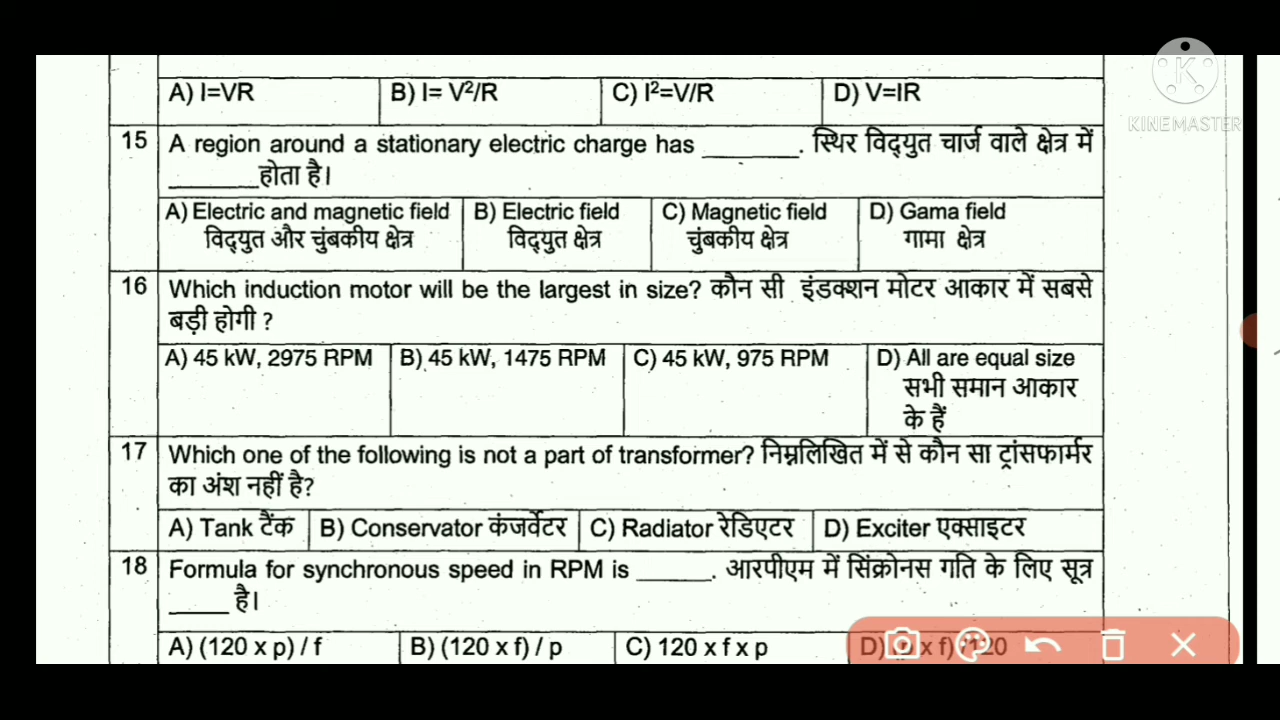 KINEMASTER
A) I=VR B) I= V²/R C) I²=V/R D) V=IR
15 A region around a stationary electric charge has _______. स्थिर विद्युत चार्ज वाले क्षेत्र में
_______होता है।
A) Electric and magnetic field B) Electric field C) Magnetic field D) Gama field
विद्युत और चुंबकीय क्षेत्र विद्युत क्षेत्र चुंबकीय क्षेत्र गामा क्षेत्र
16 Which induction motor will be the largest in size? कौन सी इंडक्शन मोटर आकार में सबसे
बड़ी होगी ?
A) 45 kW, 2975 RPM B) 45 kW, 1475 RPM C) 45 kW, 975 RPM D) All are equal size
सभी समान आकार
के हैं
17 Which one of the following is not a part of transformer? निम्नलिखित में से कौन सा ट्रांसफार्मर
का अंश नहीं है?
A) Tank टैंक B) Conservator कंजर्वेटर C) Radiator रेडिएटर D) Exciter एक्साइटर
18 Formula for synchronous speed in RPM is ______. आरपीएम में सिंक्रोनस गति के लिए सूत्र
_____ है।
A) (120 x p) / f B) (120 x f) / p C) 120 x f x p D) x f) /120